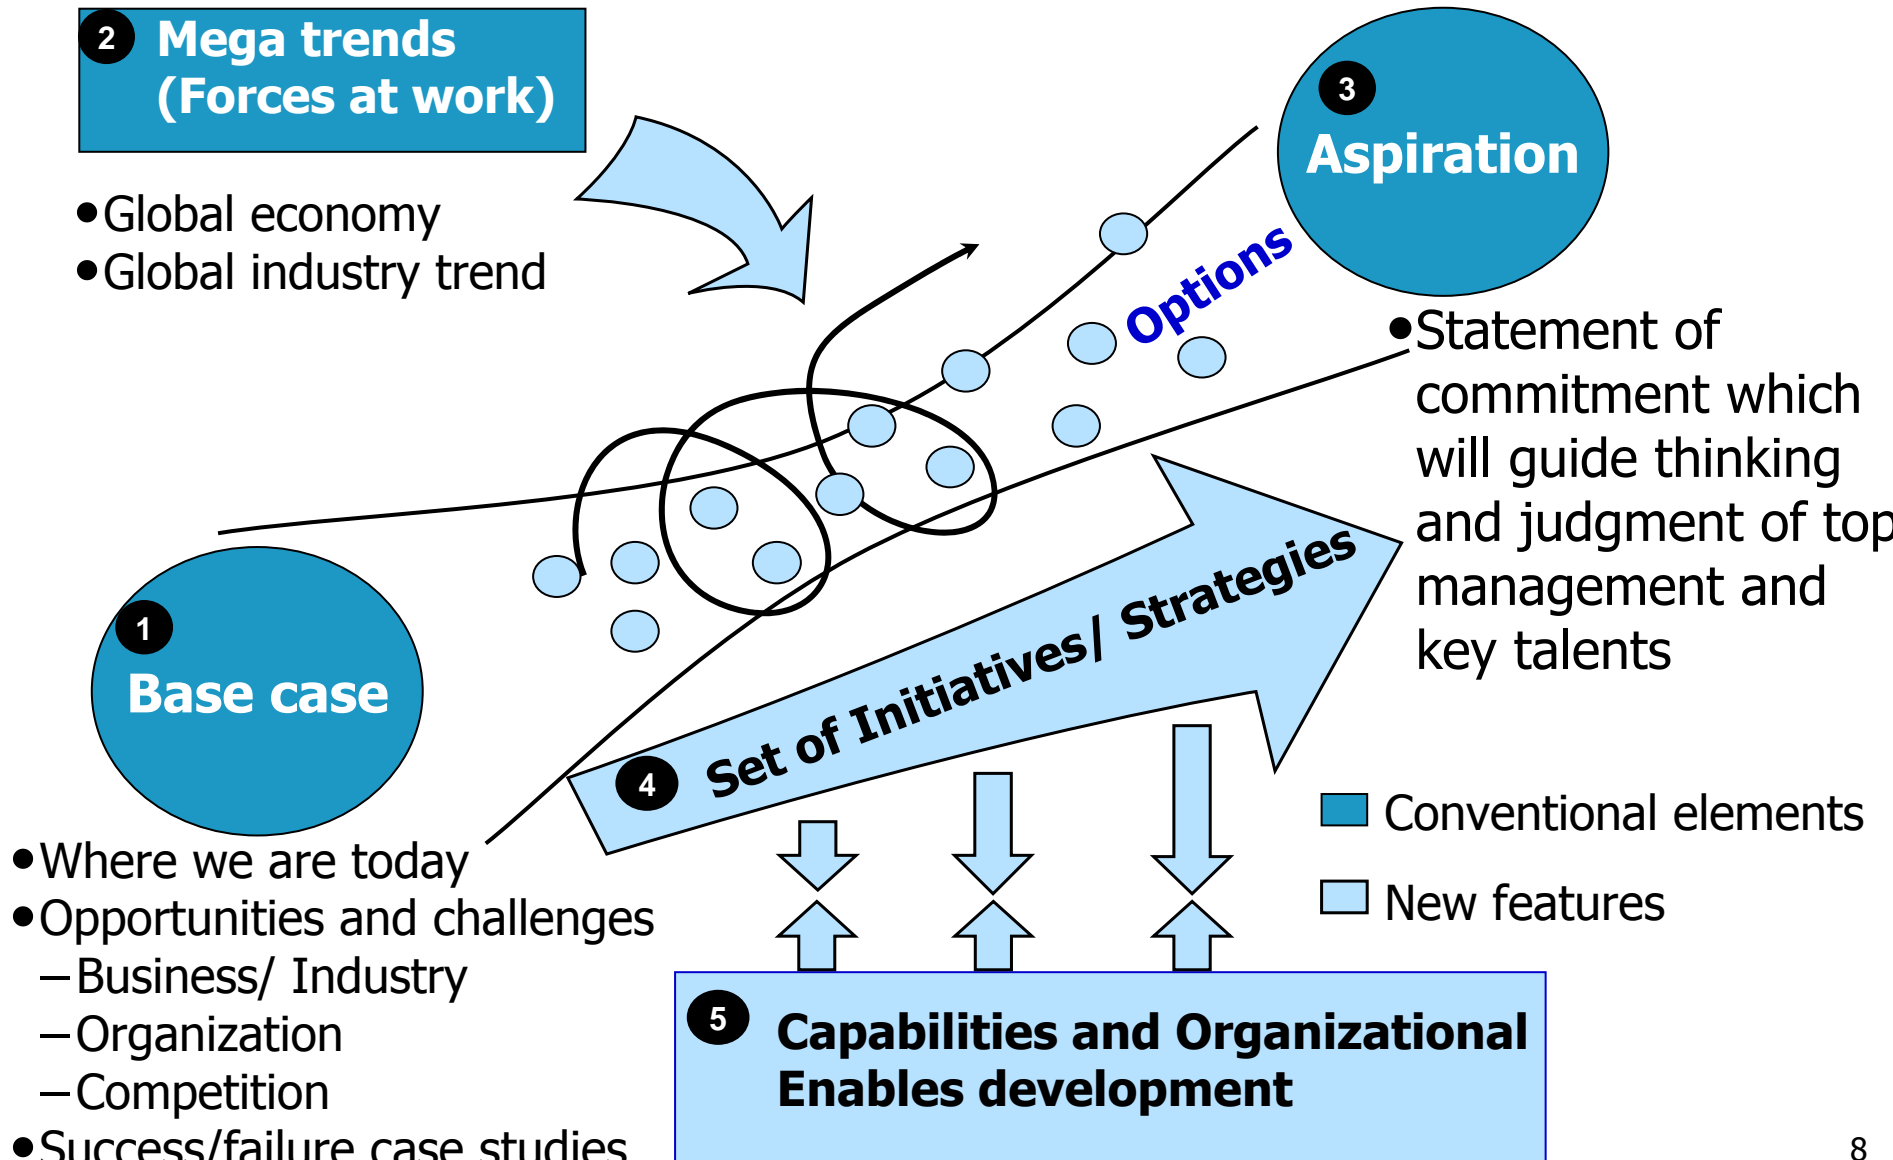 2 Mega trends
(Forces at work)
•Global economy
•Global industry trend
3
Aspiration
Options
•Statement of
commitment which
will guide thinking
and judgment of top
management and
key talents
1
Base case
•Where we are today
•Opportunities and challenges
–Business/ Industry
–Organization
–Competition
•Success/failure case studies
4 Set of Initiatives/ Strategies
Conventional elements
New features
5 Capabilities and Organizational
Enables development
8